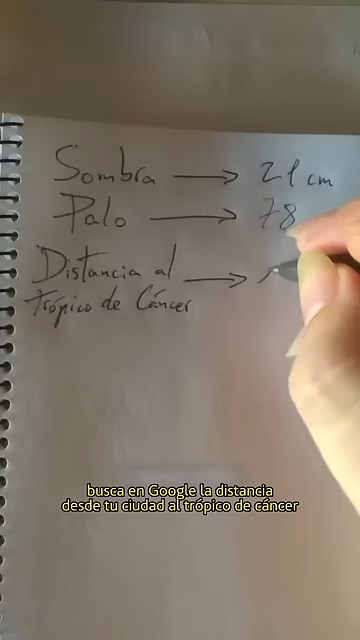 Sombra → 21 cm
Palo → 78
Distancia al →
trópico de Cáncer
busca en Google la distancia
desde tu ciudad al trópico de cáncer